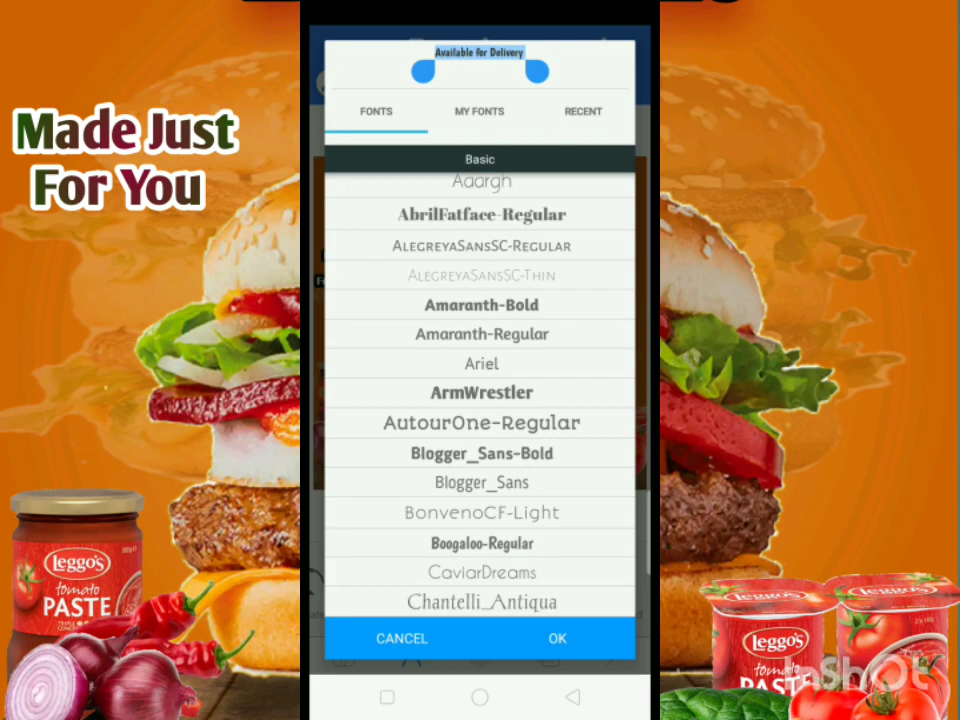 Made Just
For You
Available for Delivery
FONTS
MY FONTS
RECENT
Basic
Aaargh
AbrilFatface-Regular
AlegreyaSansSC-Regular
AlegreyaSansSC-Thin
Amaranth-Bold
Amaranth-Regular
Ariel
ArmWrestler
AutourOne-Regular
Blogger_Sans-Bold
Blogger_Sans
BonvenoCF-Light
Boogaloo-Regular
CaviarDreams
Chantelli_Antiqua
CANCEL
OK
Leggo's
tomato
PASTE
Leggo's
Leggo's
Leggo's
tomato
PASTE
InShOt